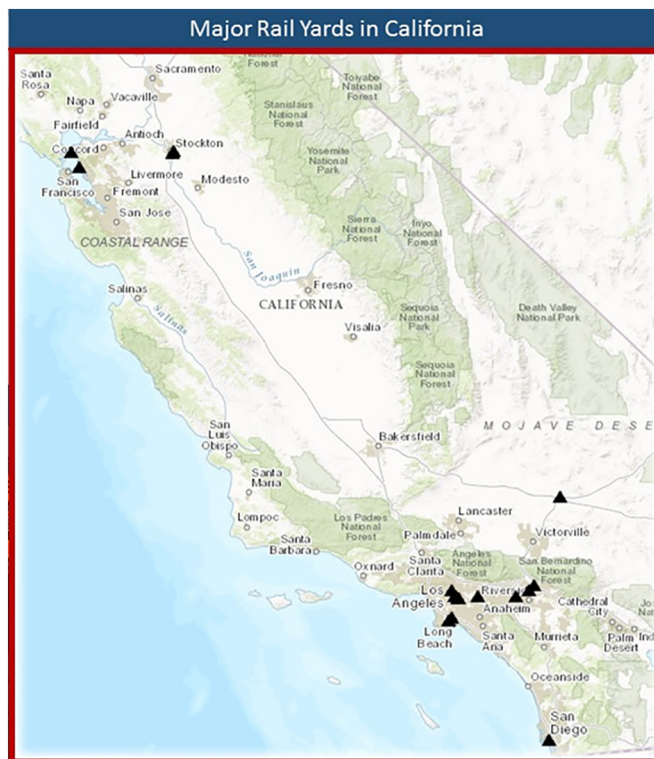 Major Rail Yards in California
National
Forest
Santa
Rosa
Sacramento
Toiyabe
National
Forest
Napa
Vacaville
Stanislaus
National
Forest
Fairfield
Antioch
Concord
Stockton
Yosemite
National
Park
San
Francisco
Livermore
Fremont
Modesto
San Jose
COASTAL RANGE
Sierra
National
Forest
Inyo
National
Forest
San Joaquin
Salinas
Salinas
Fresno
CALIFORNIA
Visalia
Sequoia
National
Park
Death Valley
National Park
Sequoia
National
Forest
MOJAVE DESE
San
Luis
Obispo
Bakersfield
Santa
Maria
Lompoc
Los Padres
National
Forest
Lancaster
Palmdale
Victorville
Santa
Barbara
Oxnard
Santa
Clarita
Angeles
National
Forest
San Bernardino
National
Forest
Los
Angeles
Rivers
Anaheim
Cathedral
City
Long
Beach
Santa
Ana
Murrieta
Palm
Desert
Ind
Oceanside
San
Diego